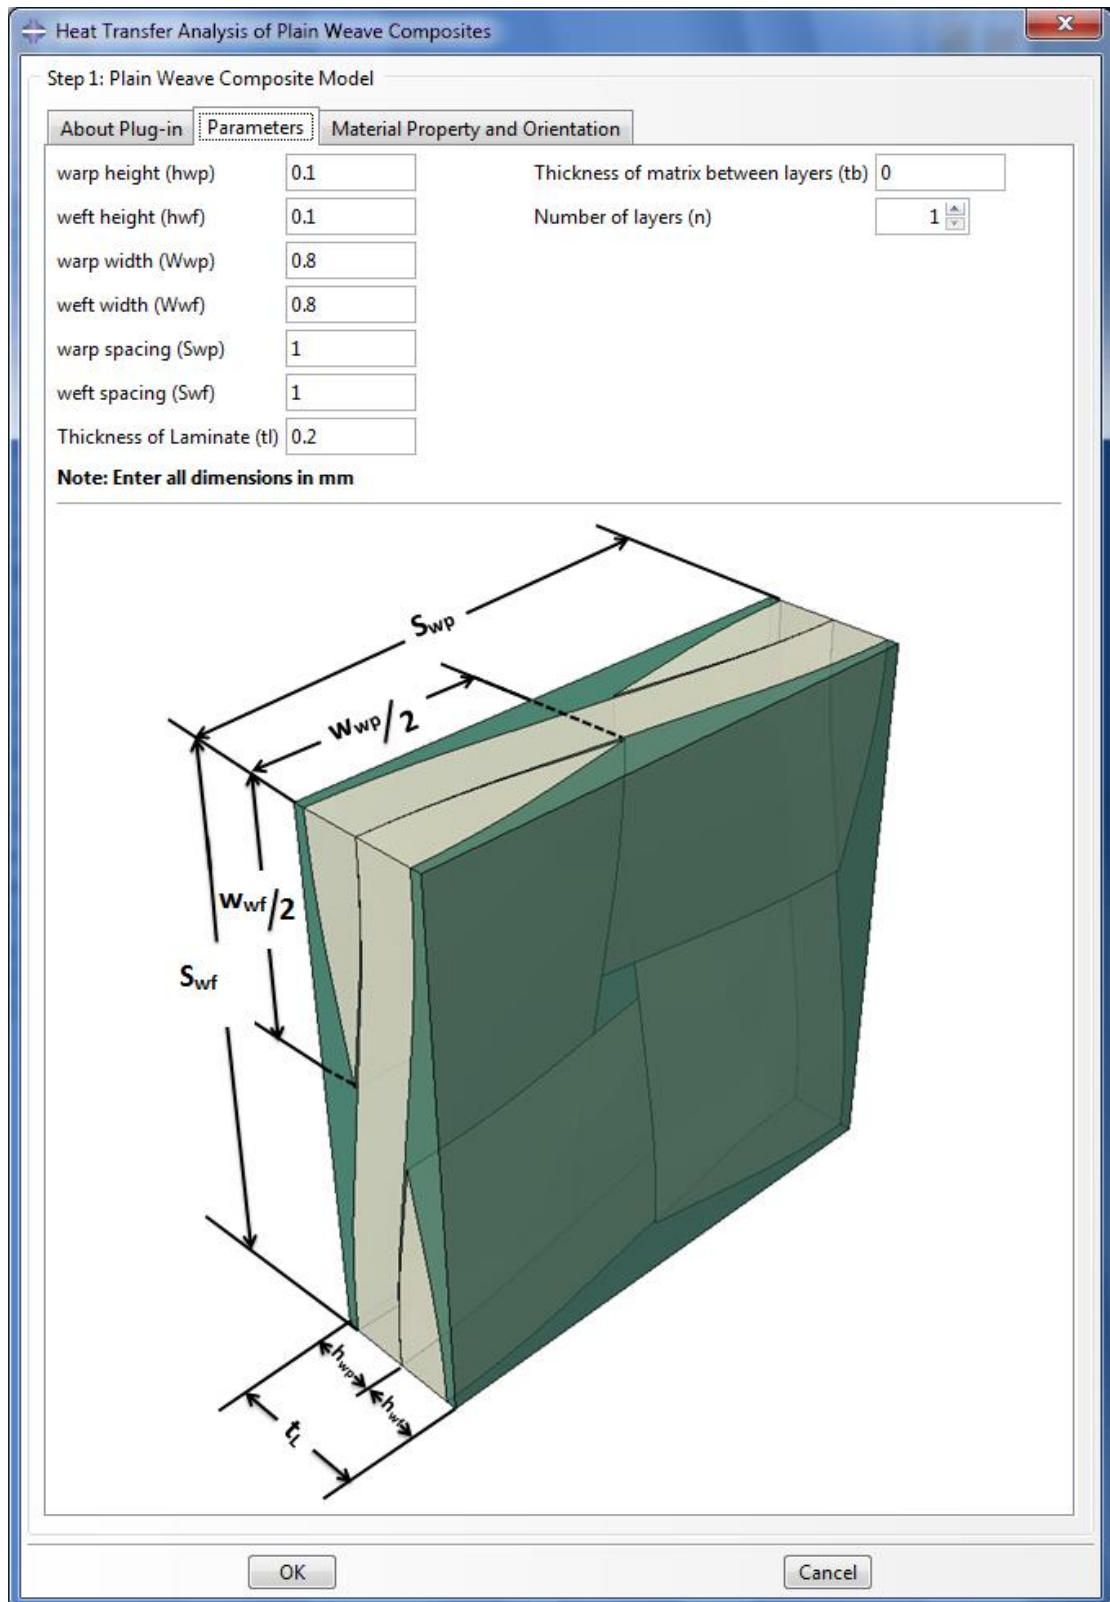 Heat Transfer Analysis of Plain Weave Composites
X
Step 1: Plain Weave Composite Model
About Plug-in Parameters Material Property and Orientation
warp height (hwp) 0.1 Thickness of matrix between layers (tb) 0
weft height (hwf) 0.1 Number of layers (n) 1
warp width (Wwp) 0.8
weft width (Wwf) 0.8
warp spacing (Swp) 1
weft spacing (Swf) 1
Thickness of Laminate (tl) 0.2
Note: Enter all dimensions in mm
Swp
Wwp/2
Wwf/2
Swf
hwp
hwf
tL
OK Cancel